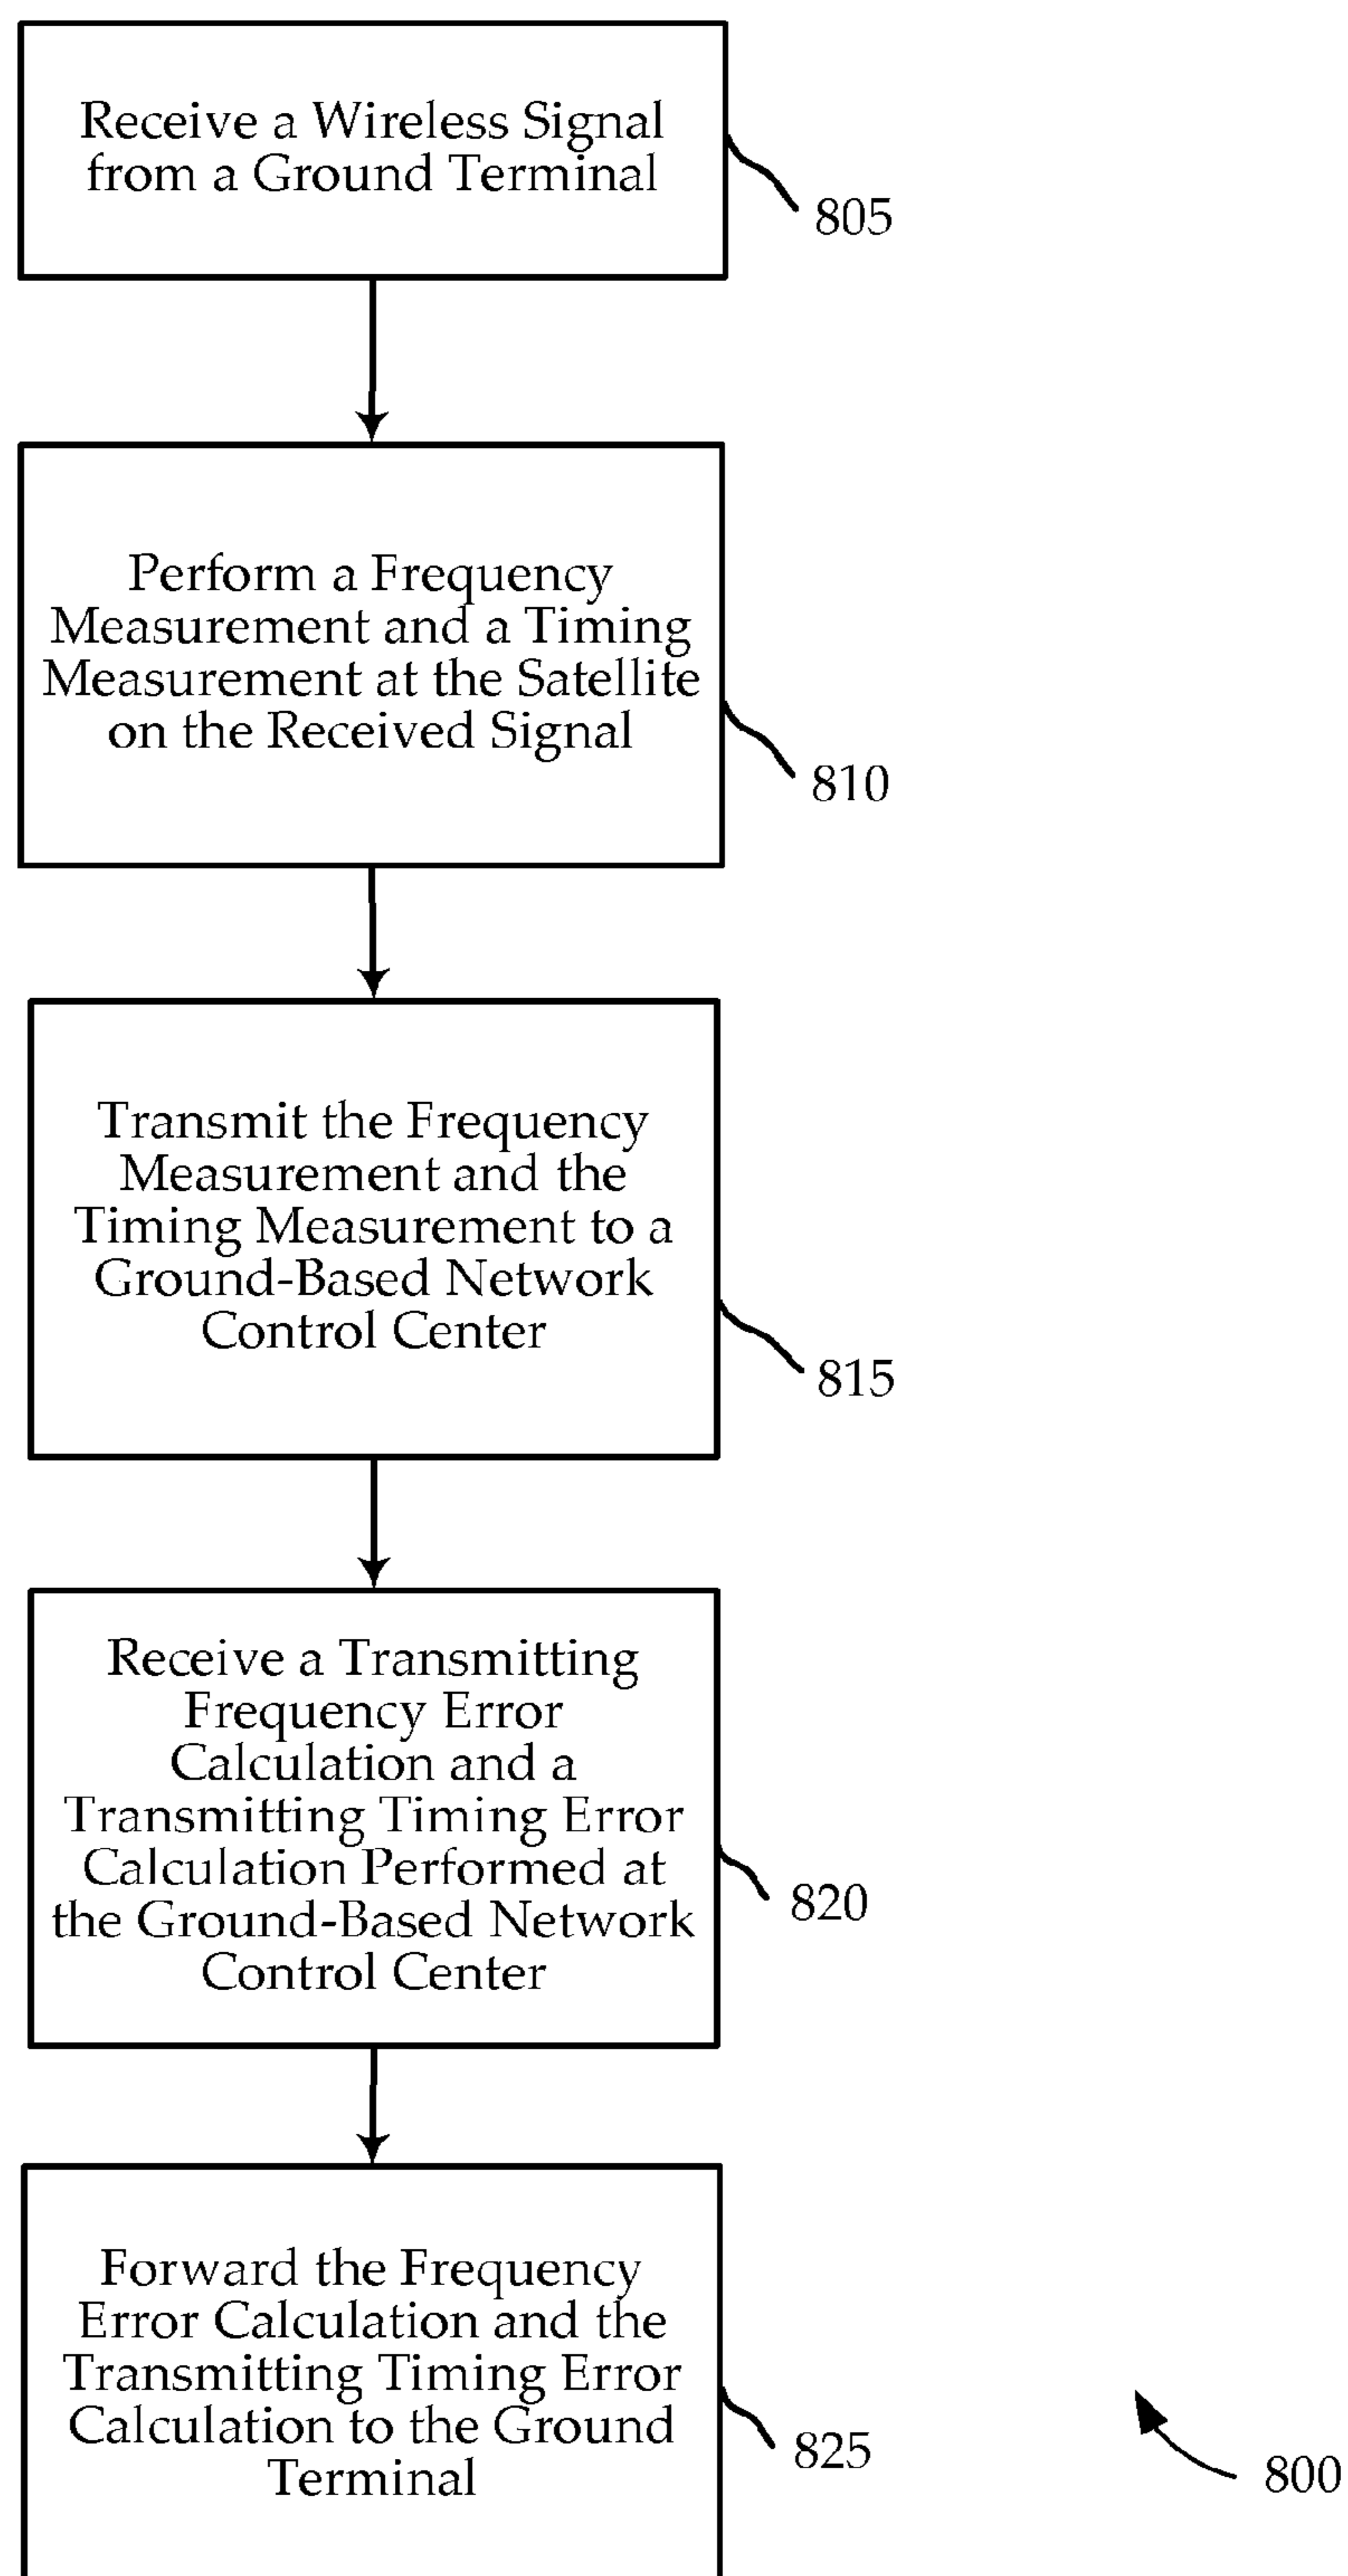 Receive a Wireless Signal
from a Ground Terminal
805
Perform a Frequency
Measurement and a Timing
Measurement at the Satellite
on the Received Signal
810
Transmit the Frequency
Measurement and the
Timing Measurement to a
Ground-Based Network
Control Center
815
Receive a Transmitting
Frequency Error
Calculation and a
Transmitting Timing Error
Calculation Performed at
the Ground-Based Network
Control Center
820
Forward the Frequency
Error Calculation and the
Transmitting Timing Error
Calculation to the Ground
Terminal
825
800